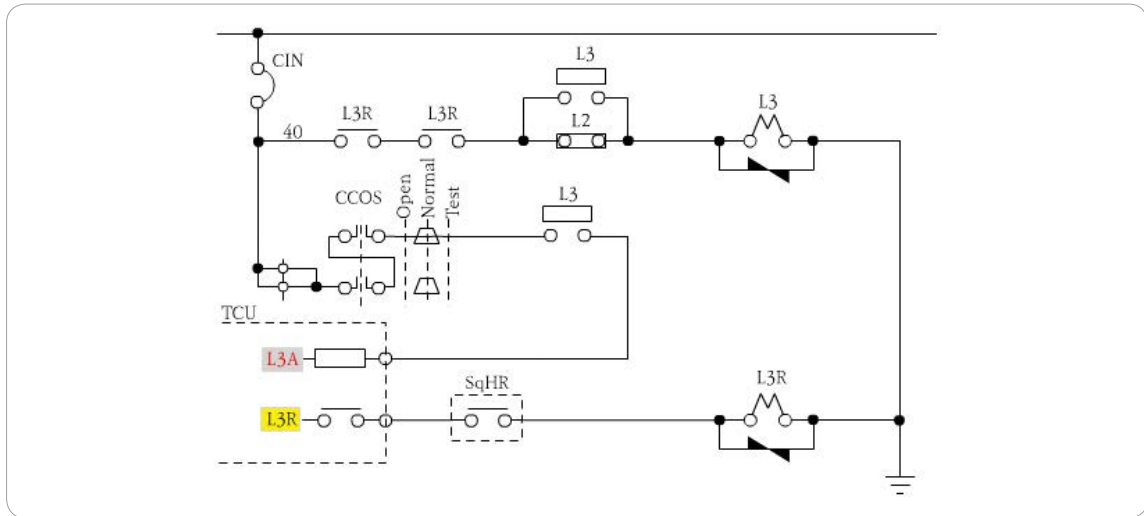 CIN
L3
40
L3R
L3R
L2
L3
CCOS
Open
Normal
Test
L3
TCU
L3A
L3R
SqHR
L3R